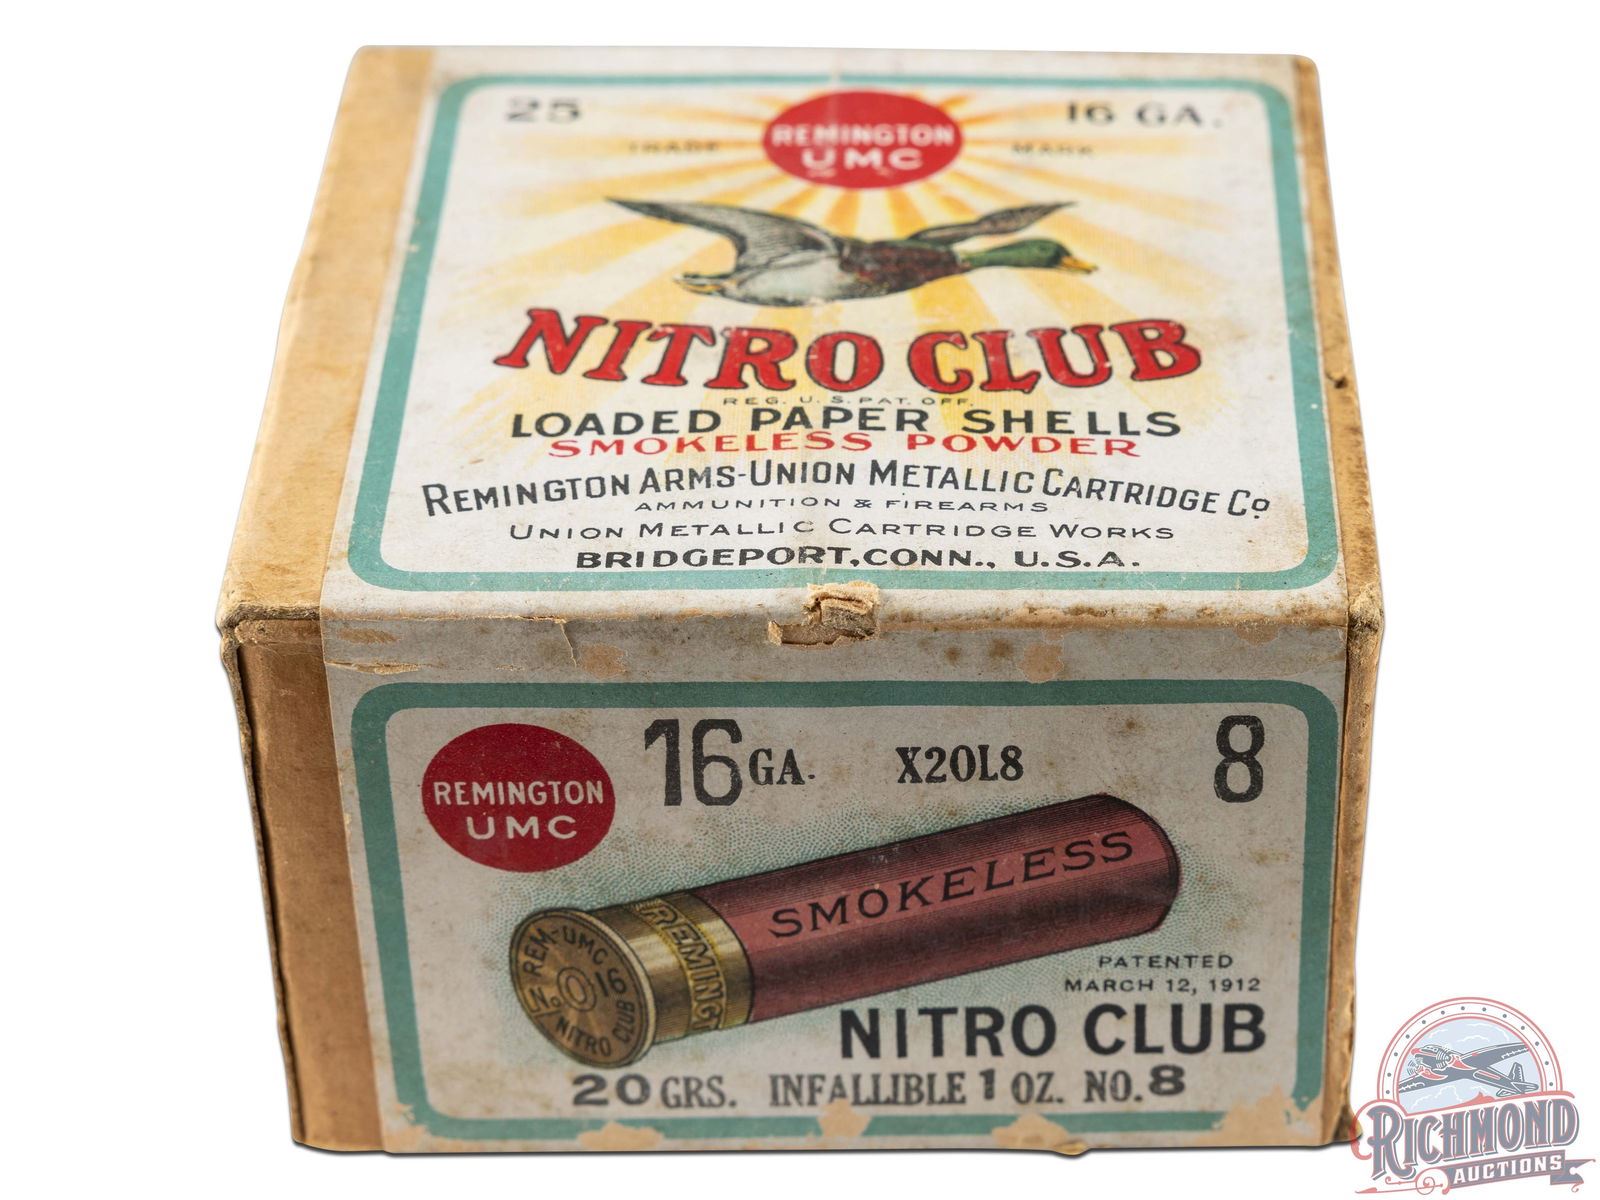 25 16 GA.
TRADE MARK
REMINGTON
UMC
NITRO CLUB
REG. U. S. PAT. OFF.
LOADED PAPER SHELLS
SMOKELESS POWDER
REMINGTON ARMS-UNION METALLIC CARTRIDGE Co
AMMUNITION & FIREARMS
UNION METALLIC CARTRIDGE WORKS
BRIDGEPORT, CONN., U.S.A.
16 GA. X20L8 8
REMINGTON
UMC
SMOKELESS
REMINGT
REM-UMC
No 16
NITRO CLUB
PATENTED
MARCH 12, 1912
NITRO CLUB
20 GRS. INFALLIBLE 1 OZ. NO. 8
RICHMOND
AUCTIONS